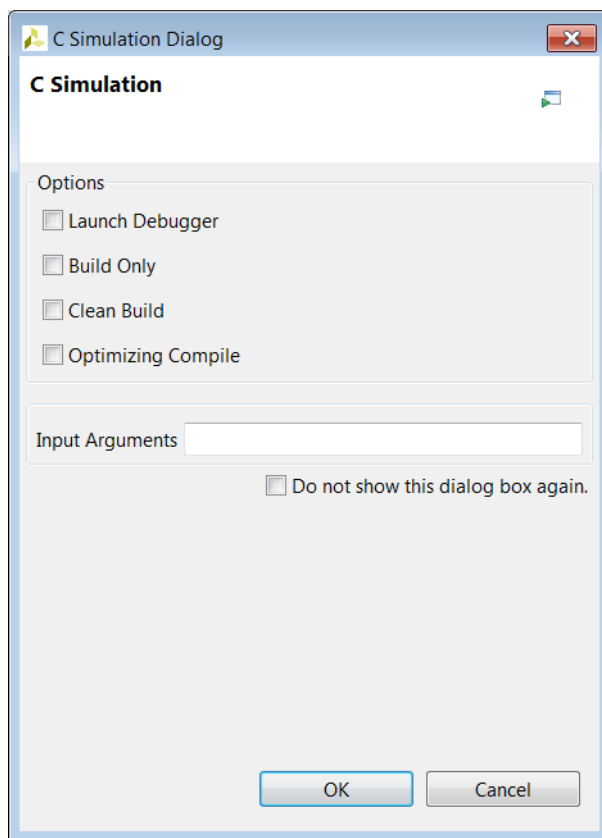 C Simulation Dialog
C Simulation
Options
Launch Debugger
Build Only
Clean Build
Optimizing Compile
Input Arguments
Do not show this dialog box again.
OK Cancel